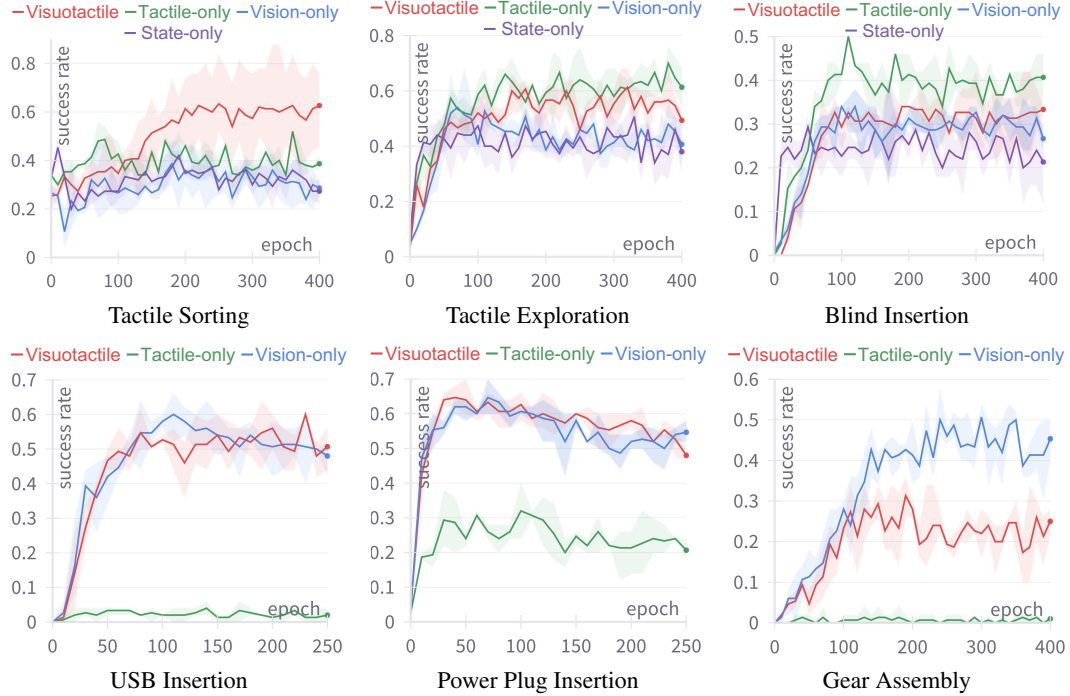 Visuotactile Tactile-only Vision-only
State-only
success rate
0.8
0.6
0.4
0.2
0
0 100 200 300 400
epoch
Tactile Sorting
Visuotactile Tactile-only Vision-only
State-only
success rate
0.8
0.6
0.4
0.2
0
0 100 200 300 400
epoch
Tactile Exploration
Visuotactile Tactile-only Vision-only
State-only
success rate
0.5
0.4
0.3
0.2
0.1
0
0 100 200 300 400
epoch
Blind Insertion
Visuotactile Tactile-only Vision-only
success rate
0.7
0.6
0.5
0.4
0.3
0.2
0.1
0
0 50 100 150 200 250
epoch
USB Insertion
Visuotactile Tactile-only Vision-only
success rate
0.7
0.6
0.5
0.4
0.3
0.2
0.1
0
0 50 100 150 200 250
epoch
Power Plug Insertion
Visuotactile Tactile-only Vision-only
success rate
0.6
0.5
0.4
0.3
0.2
0.1
0
0 100 200 300 400
epoch
Gear Assembly